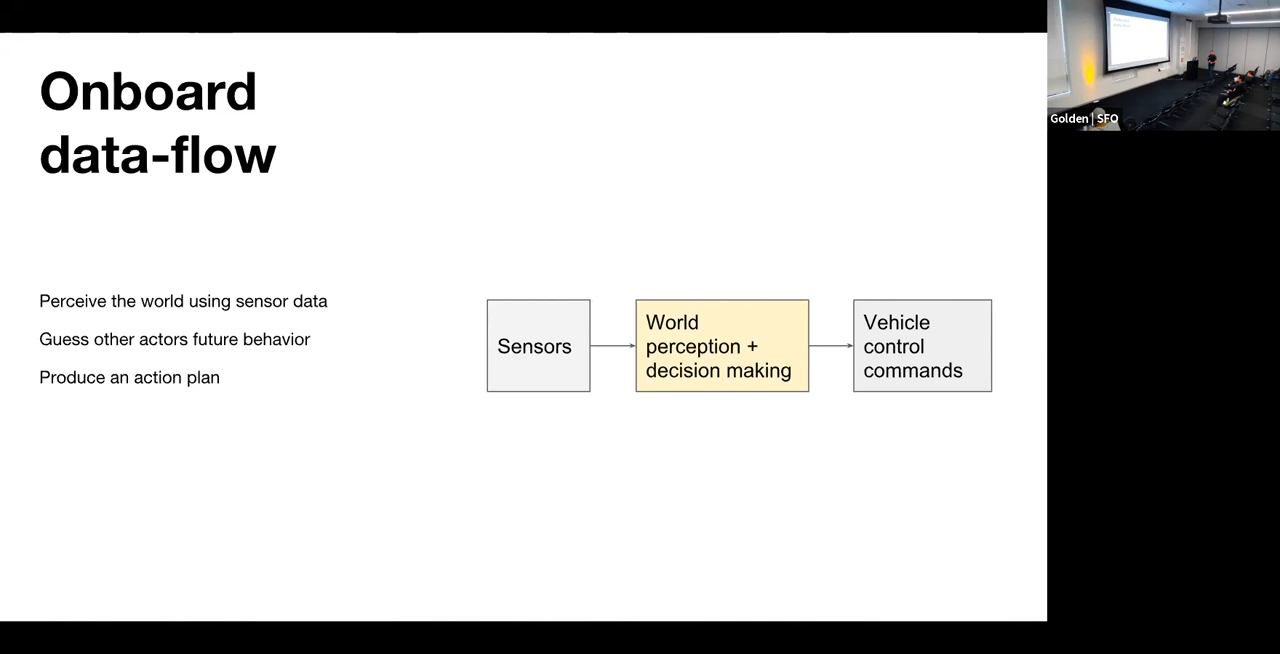 Onboard
data-flow
Perceive the world using sensor data
Guess other actors future behavior
Produce an action plan
Sensors
World
perception +
decision making
Vehicle
control
commands
Golden | SFO